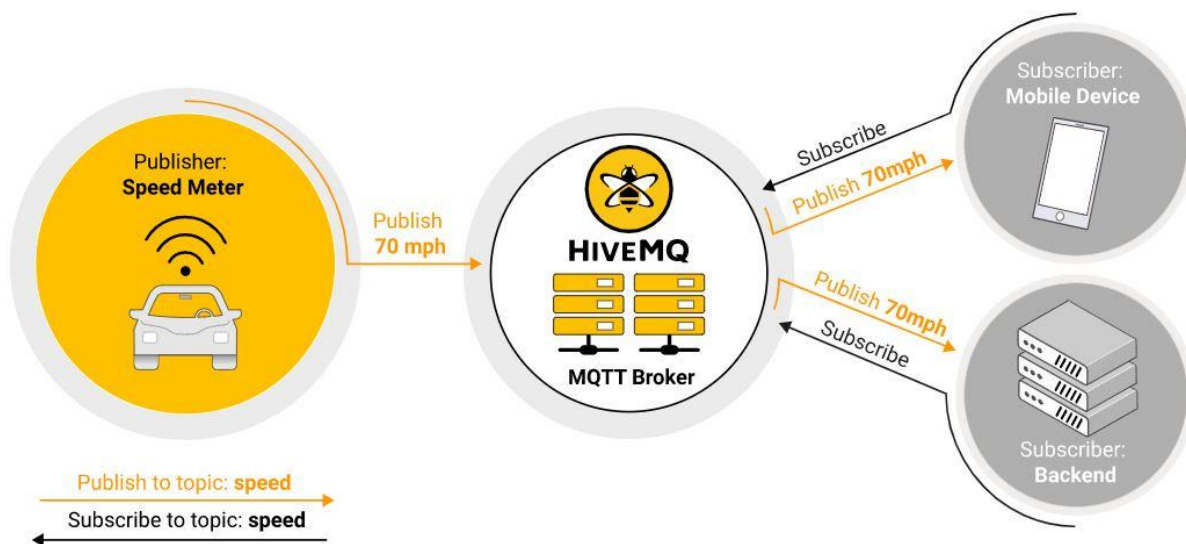 Publisher:
Speed Meter
Publish
70 mph
HIVEMQ
MQTT Broker
Subscribe
Publish 70mph
Subscriber:
Mobile Device
Publish 70mph
Subscribe
Subscriber:
Backend
Publish to topic: speed
Subscribe to topic: speed